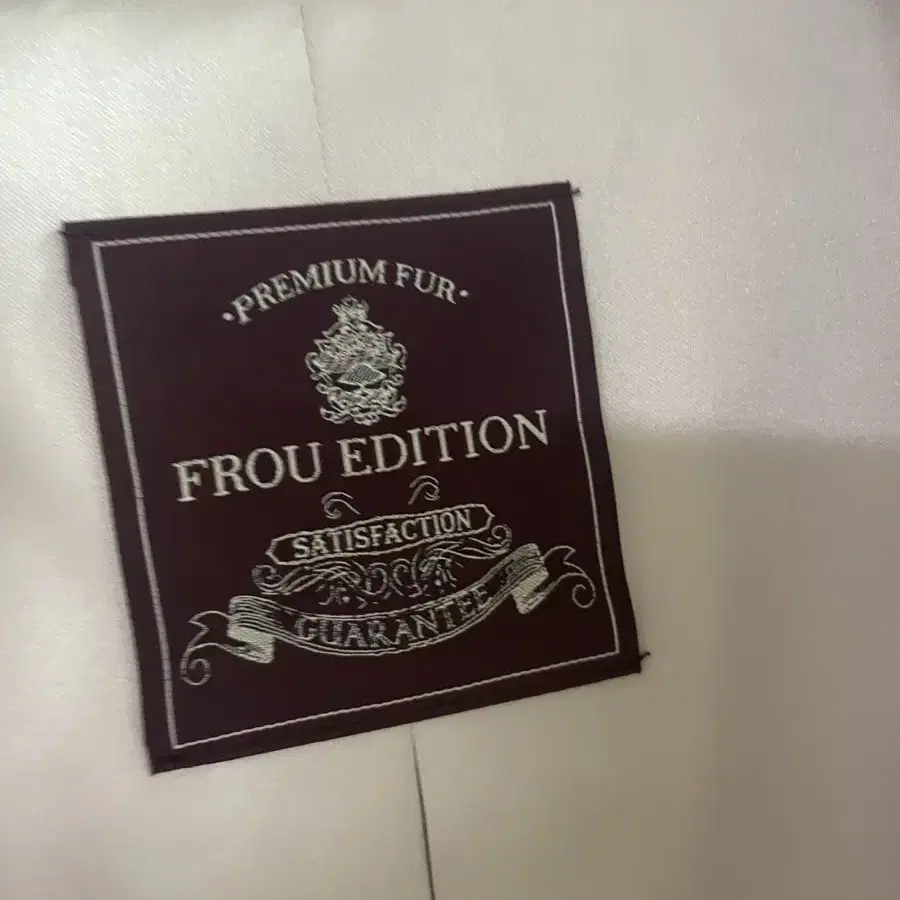 ·PREMIUM FUR·
FROU EDITION
SATISFACTION
GUARANTEE